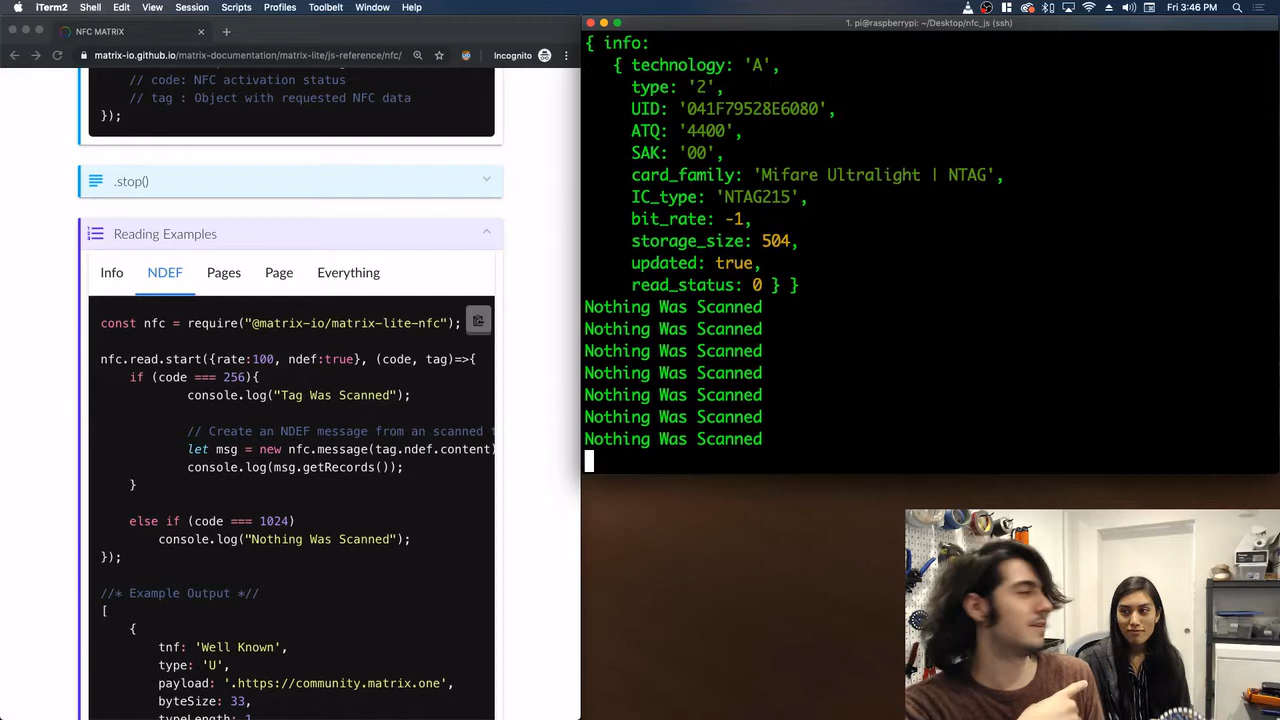 iTerm2 Shell Edit View Session Scripts Profiles Toolbelt Window Help
Fri 3:46 PM
NFC MATRIX
matrix-io.github.io/matrix-documentation/matrix-lite/js-reference/nfc/
Incognito
// code: NFC activation status
// tag : Object with requested NFC data
});
.stop()
Reading Examples
Info NDEF Pages Page Everything
const nfc = require("@matrix-io/matrix-lite-nfc");
nfc.read.start({rate:100, ndef:true}, (code, tag)=>{
if (code === 256){
console.log("Tag Was Scanned");
// Create an NDEF message from an scanned
let msg = new nfc.message(tag.ndef.content)
console.log(msg.getRecords());
}
else if (code === 1024)
console.log("Nothing Was Scanned");
});
//* Example Output *//
[
{
tnf: 'Well Known',
type: 'U',
payload: '.https://community.matrix.one',
byteSize: 33,
typeLength: 1
1. pi@raspberrypi: ~/Desktop/nfc_js (ssh)
{ info:
{ technology: 'A',
type: '2',
UID: '041F79528E6080',
ATQ: '4400',
SAK: '00',
card_family: 'Mifare Ultralight | NTAG',
IC_type: 'NTAG215',
bit_rate: -1,
storage_size: 504,
updated: true,
read_status: 0 } }
Nothing Was Scanned
Nothing Was Scanned
Nothing Was Scanned
Nothing Was Scanned
Nothing Was Scanned
Nothing Was Scanned
Nothing Was Scanned